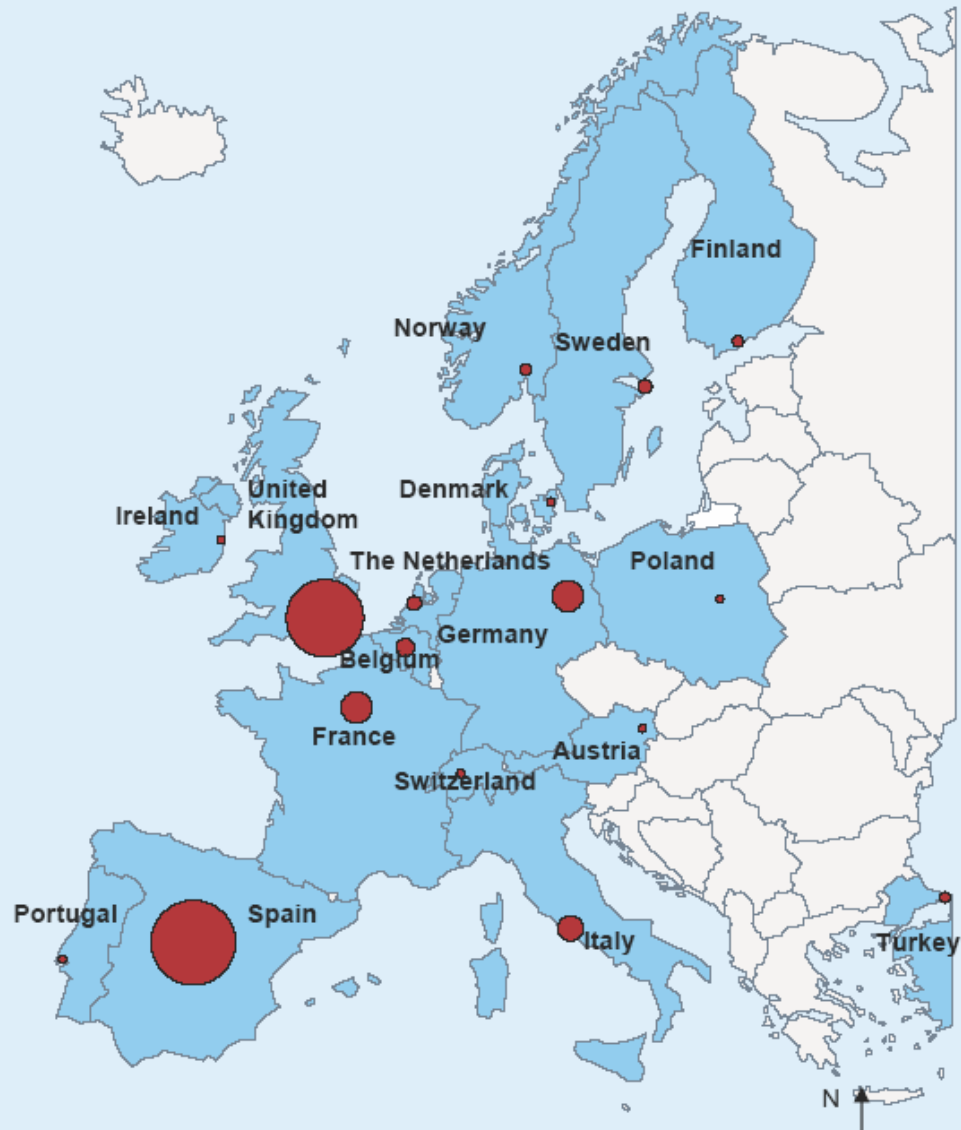 Finland
Norway
Sweden
Denmark
United
Kingdom
Ireland
The Netherlands
Poland
Germany
Belgium
France
Austria
Switzerland
Portugal
Spain
Italy
Turkey
N